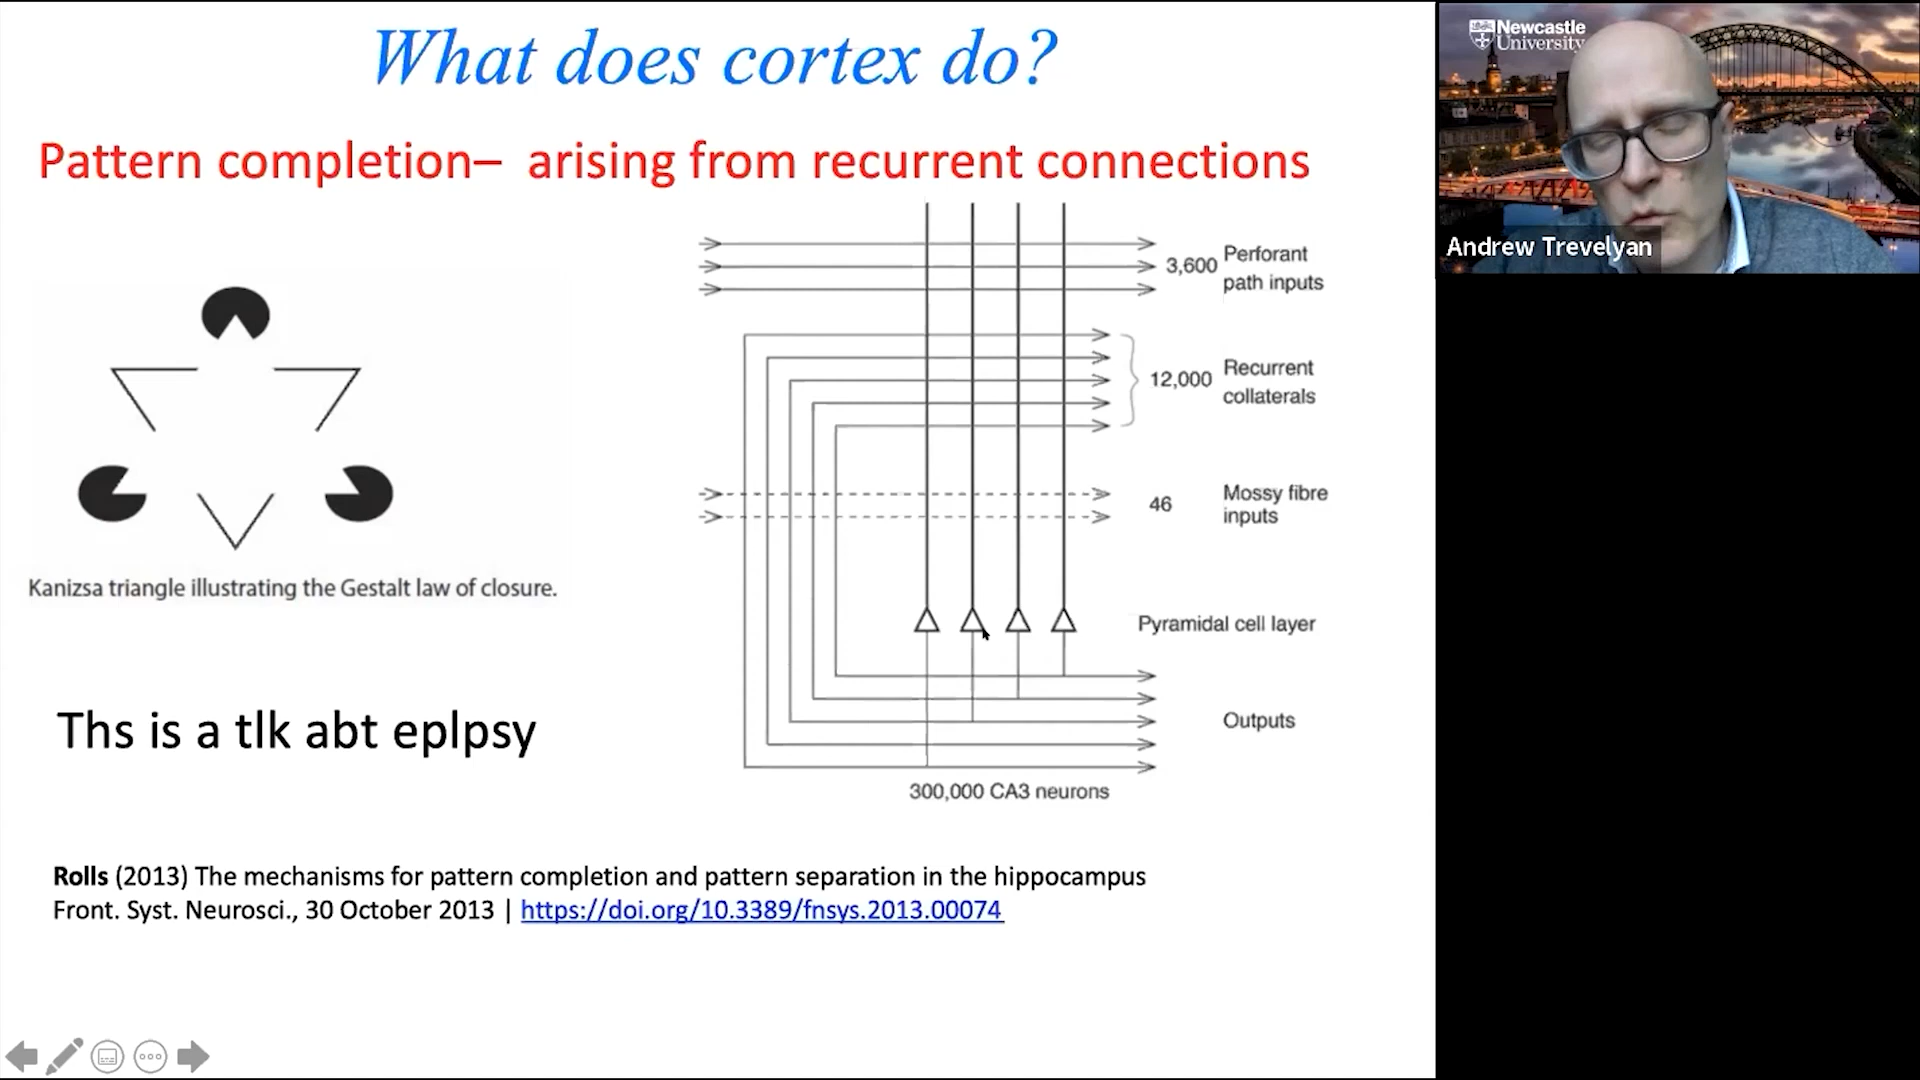 What does cortex do?
Pattern completion– arising from recurrent connections
3,600
Perforant
path inputs
12,000
Recurrent
collaterals
46
Mossy fibre
inputs
Pyramidal cell layer
Outputs
300,000 CA3 neurons
Kanizsa triangle illustrating the Gestalt law of closure.
Ths is a tlk abt eplpsy
Rolls (2013) The mechanisms for pattern completion and pattern separation in the hippocampus
Front. Syst. Neurosci., 30 October 2013 | https://doi.org/10.3389/fnsys.2013.00074
Newcastle
University
Andrew Trevelyan